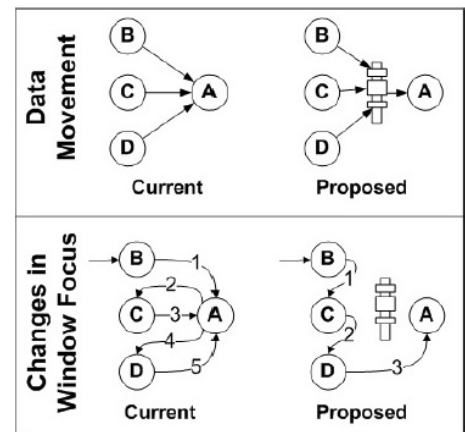 Data
Movement
B
C
D
A
Current
B
C
D
A
Proposed
Changes in
Window Focus
B
C
D
A
1
2
3
4
5
Current
B
C
D
A
1
2
3
Proposed